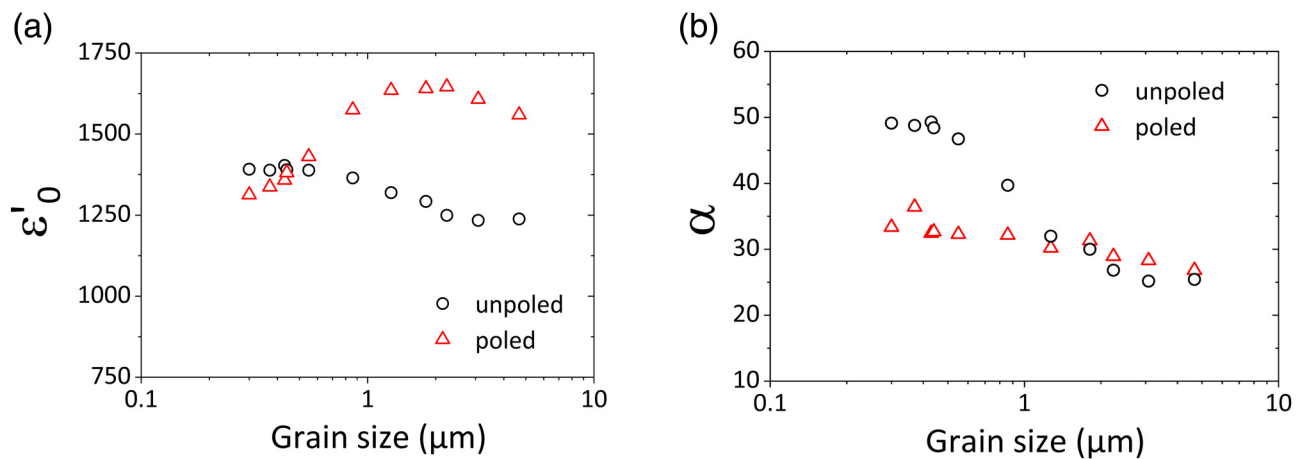 (a)
1750
1500
1250
1000
750
ε'0
unpoled
poled
0.1
1
10
Grain size (μm)
(b)
60
50
40
30
20
10
α
unpoled
poled
0.1
1
10
Grain size (μm)